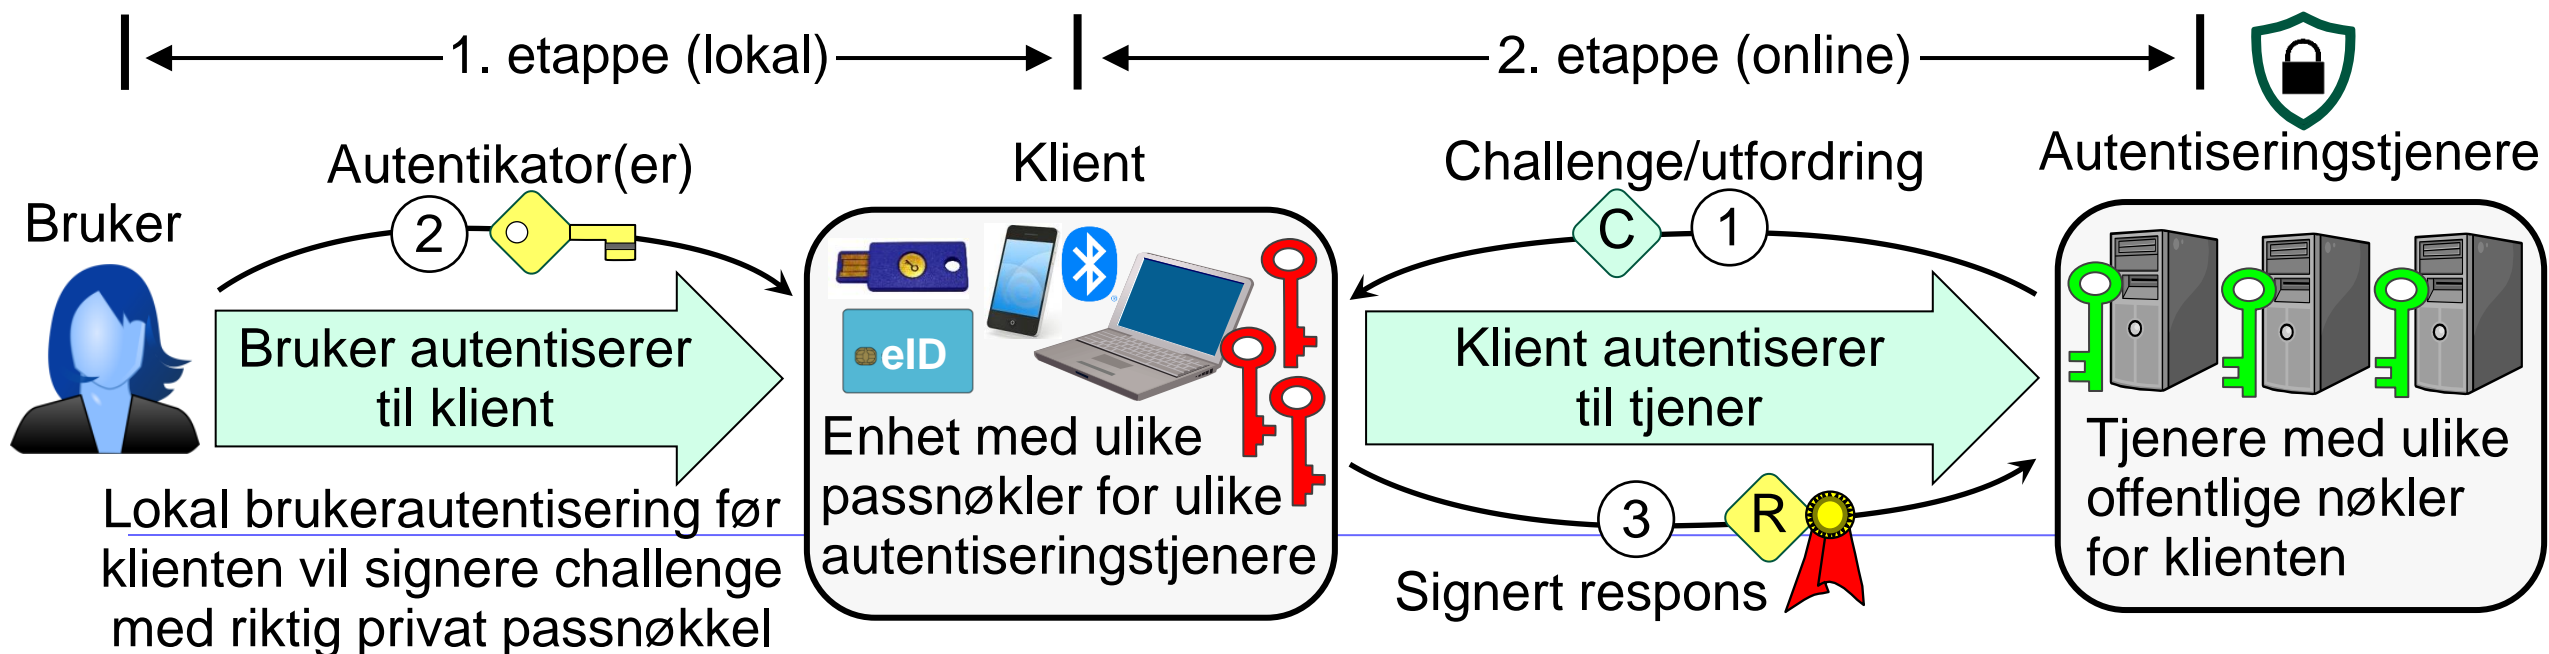 1. etappe (lokal)
2. etappe (online)
Autentikator(er)
Klient
Challenge/utfordring
Autentiseringstjenere
Bruker
2
C
1
eID
Bruker autentiserer
til klient
Klient autentiserer
til tjener
Enhet med ulike
passnøkler for ulike
autentiseringstjenere
Tjenere med ulike
offentlige nøkler
for klienten
Lokal brukerautentisering før
klienten vil signere challenge
med riktig privat passnøkkel
3
R
Signert respons